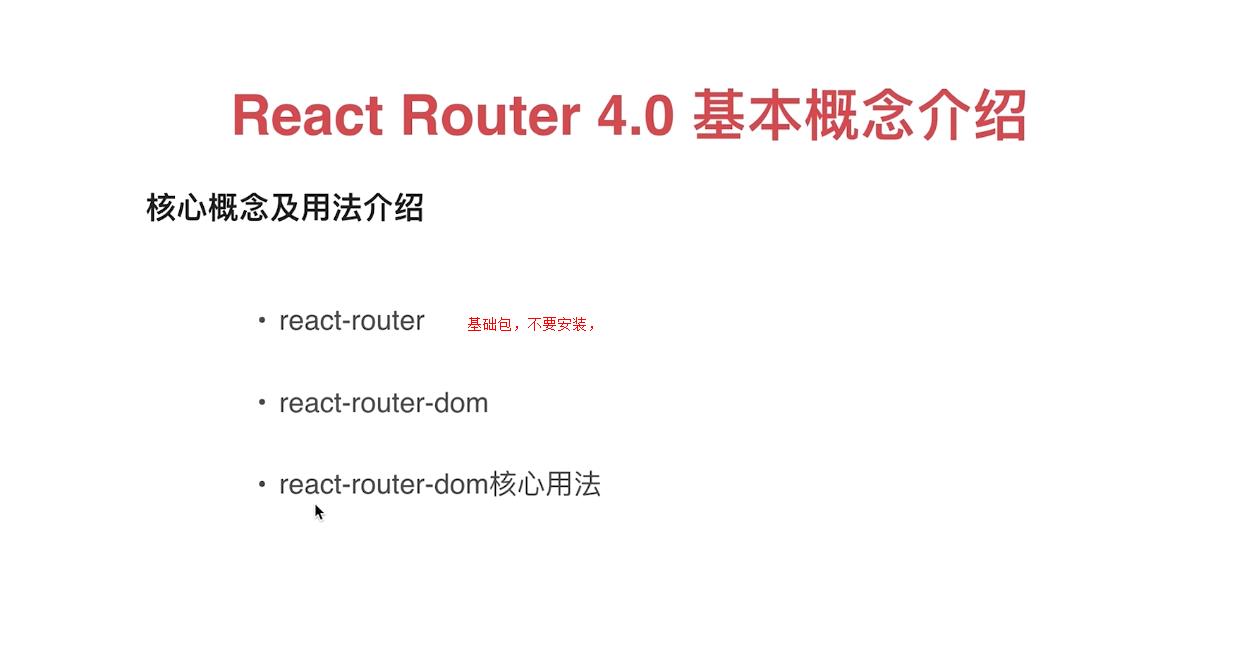 React Router 4.0 基本概念介绍
核心概念及用法介绍
• react-router 基础包，不要安装，
• react-router-dom
• react-router-dom核心用法